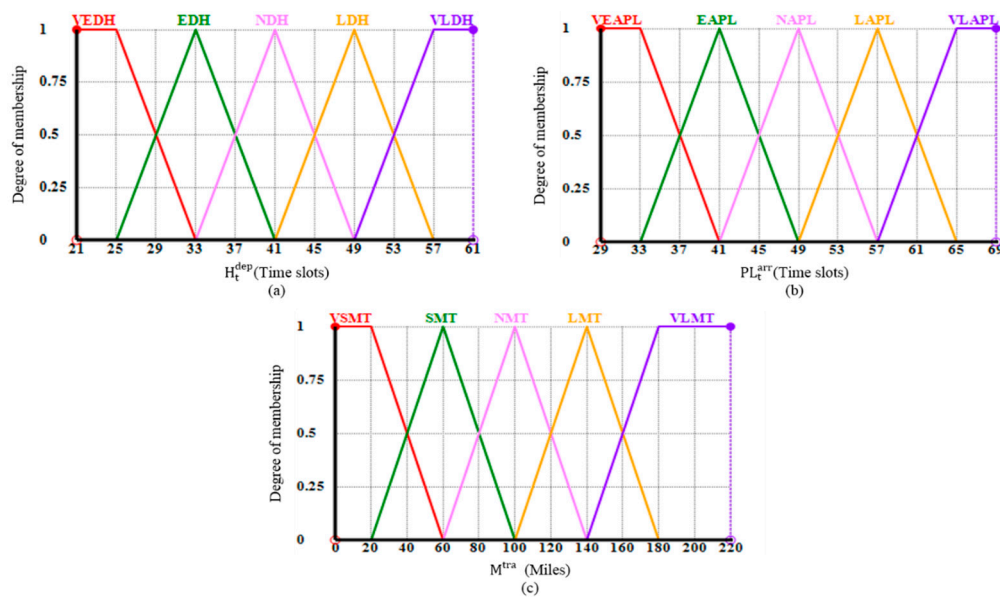 VEDH EDH NDH LDH VLDH
1
0.75
0.5
0.25
0
21 25 29 33 37 41 45 49 53 57 61
Degree of membership
H_t^dep(Time slots)
(a)
VEAPL EAPL NAPL LAPL VLAPL
1
0.75
0.5
0.25
0
29 33 37 41 45 49 53 57 61 65 69
Degree of membership
PL_t^arr(Time slots)
(b)
VSMT SMT NMT LMT VLMT
1
0.75
0.5
0.25
0
0 20 40 60 80 100 120 140 160 180 200 220
Degree of membership
M^tra (Miles)
(c)